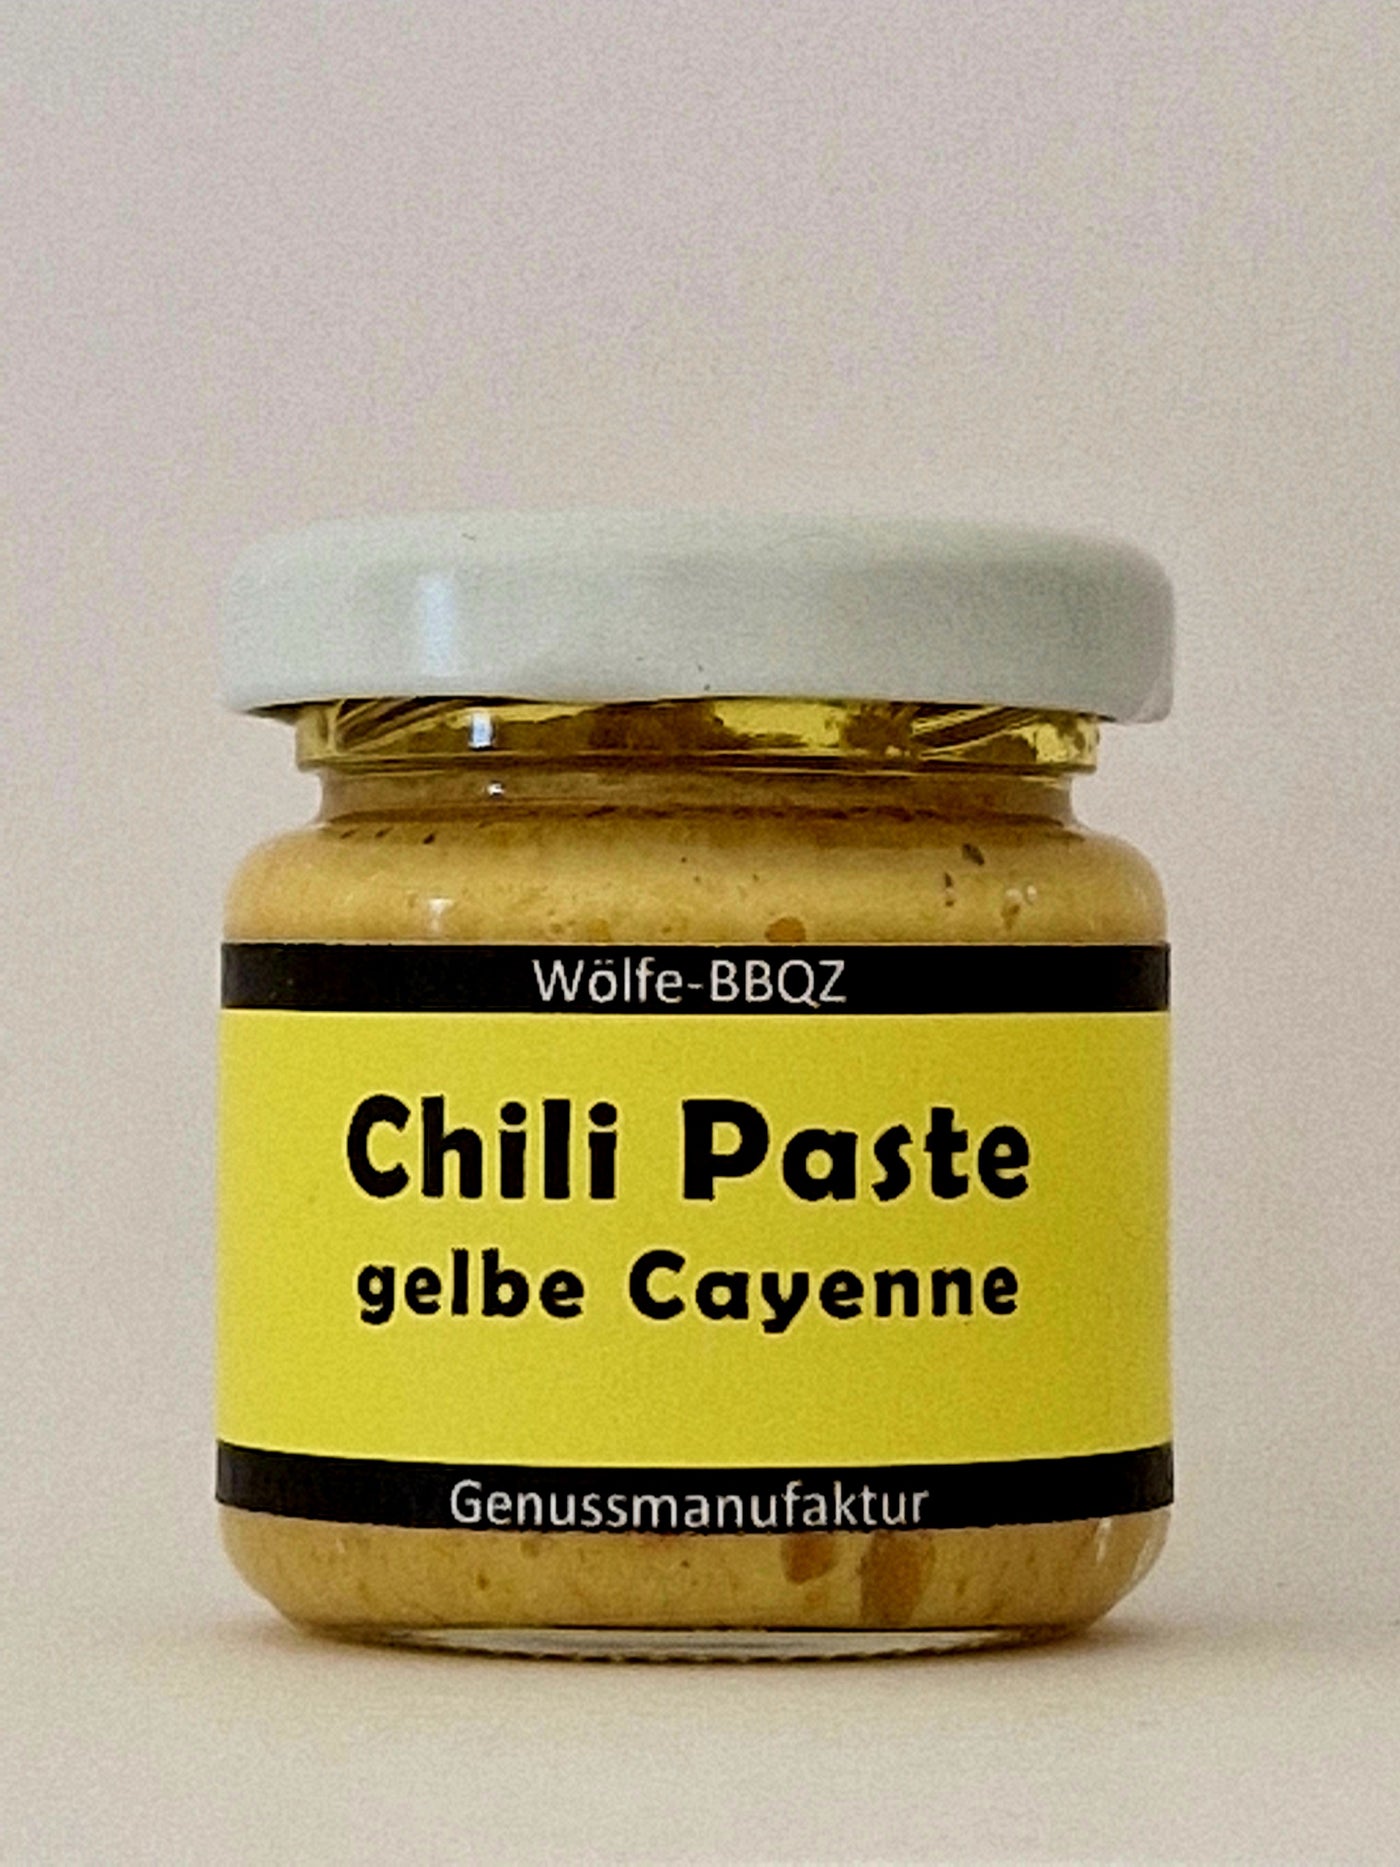 Wölfe-BBQZ
Chili Paste
gelbe Cayenne
Genussmanufaktur